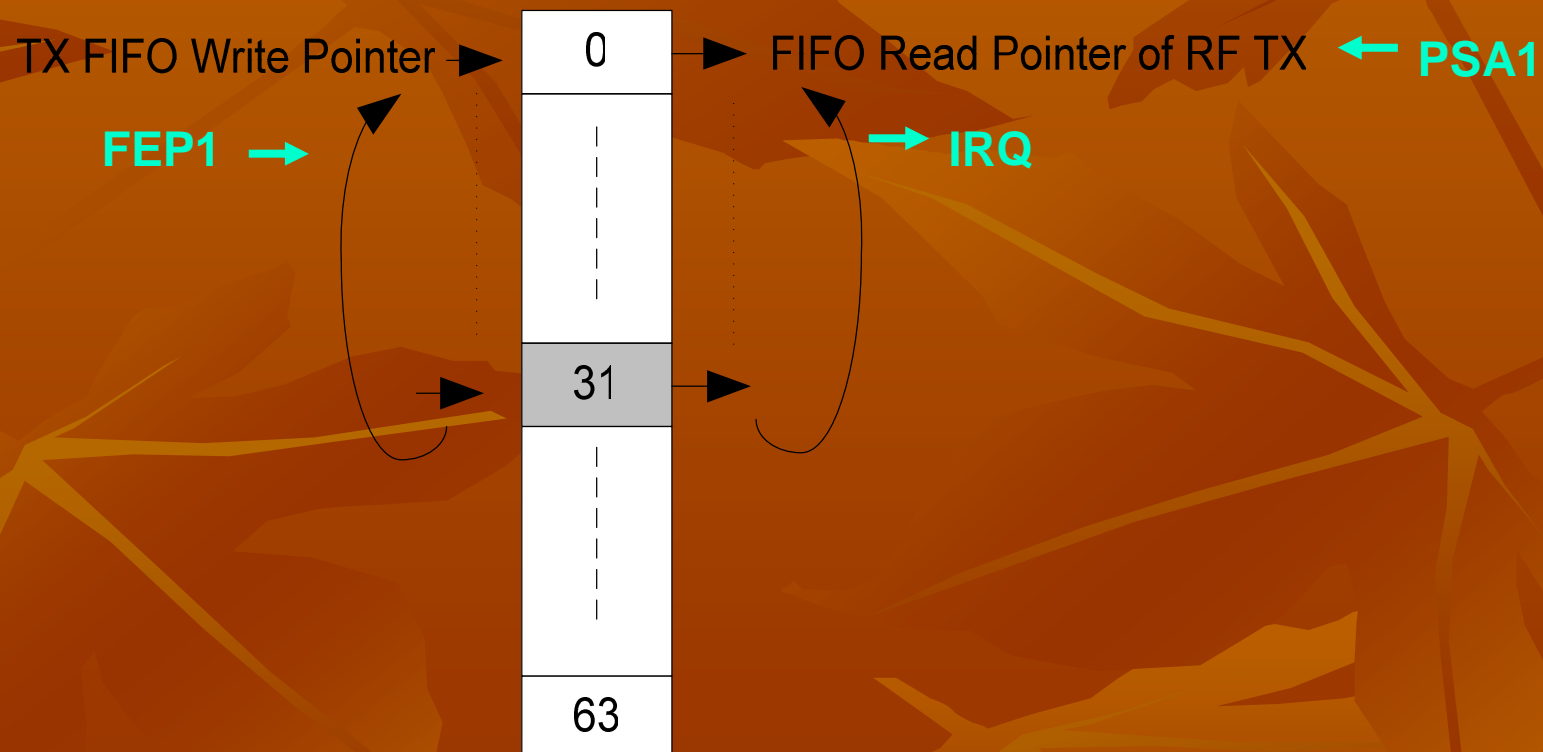 TX FIFO Write Pointer 0 FIFO Read Pointer of RF TX PSA1
FEP1 IRQ
31
63